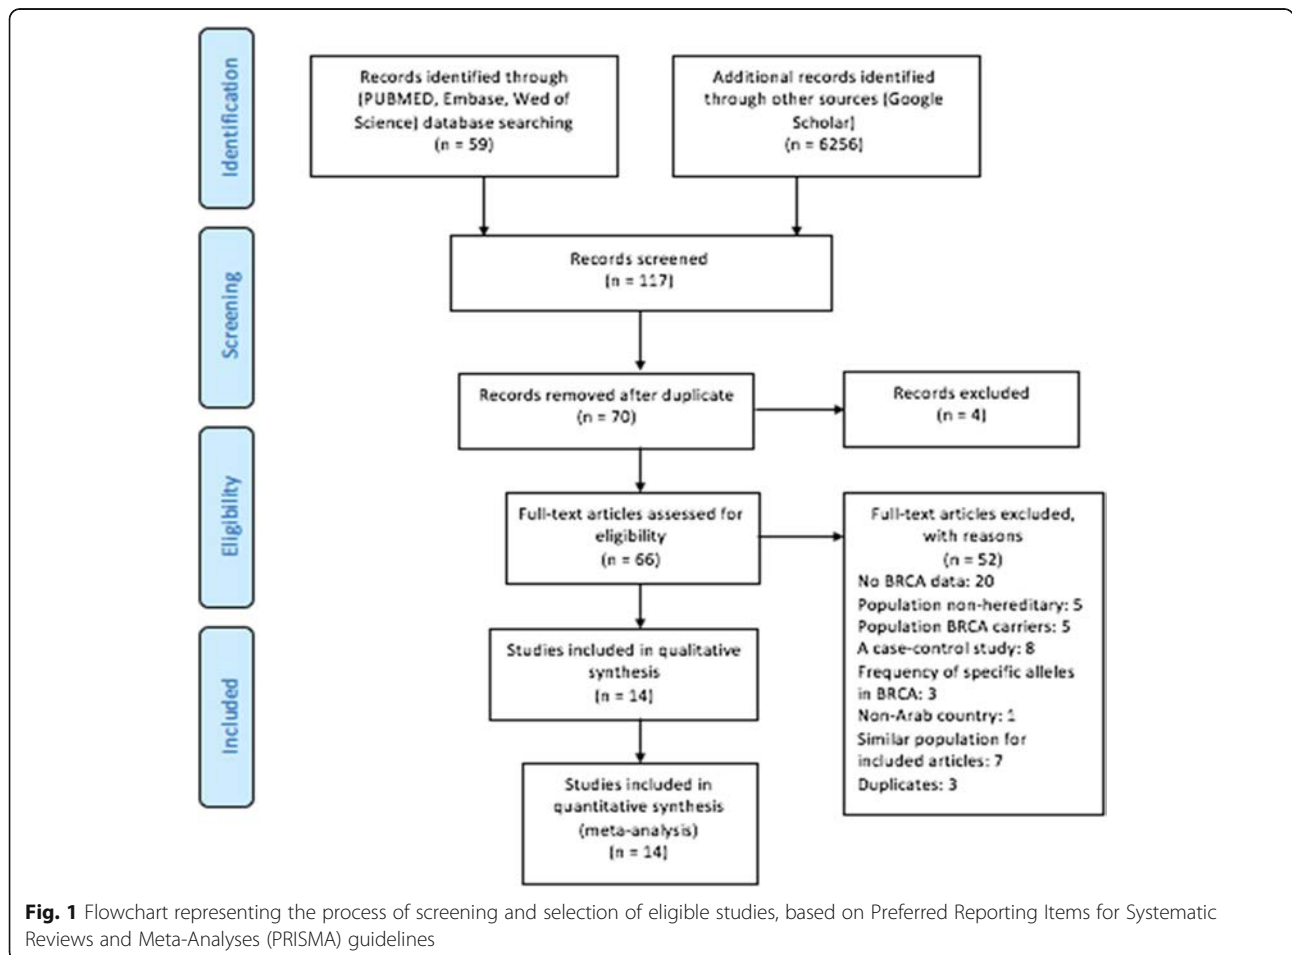 Identification
Records identified through
(PUBMED, Embase, Wed of
Science) database searching
(n = 59)
Additional records identified
through other sources (Google
Scholar)
(n = 6256)
Screening
Records screened
(n = 117)
Records removed after duplicate
(n = 70)
Records excluded
(n = 4)
Eligibility
Full-text articles assessed for
eligibility
(n = 66)
Full-text articles excluded,
with reasons
(n = 52)
No BRCA data: 20
Population non-hereditary: 5
Population BRCA carriers: 5
A case-control study: 8
Frequency of specific alleles
in BRCA: 3
Non-Arab country: 1
Similar population for
included articles: 7
Duplicates: 3
Included
Studies included in qualitative
synthesis
(n = 14)
Studies included in
quantitative synthesis
(meta-analysis)
(n = 14)
Fig. 1 Flowchart representing the process of screening and selection of eligible studies, based on Preferred Reporting Items for Systematic
Reviews and Meta-Analyses (PRISMA) guidelines